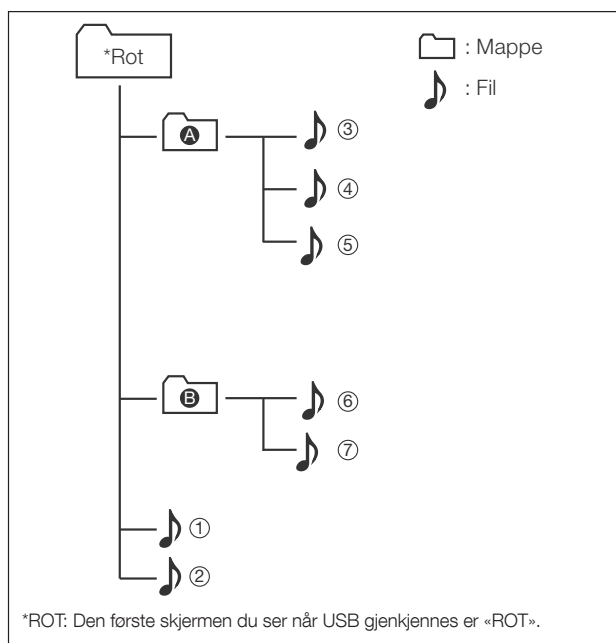 *Rot
: Mappe
: Fil
A
③
④
⑤
B
⑥
⑦
①
②
*ROT: Den første skjermen du ser når USB gjenkjennes er «ROT».